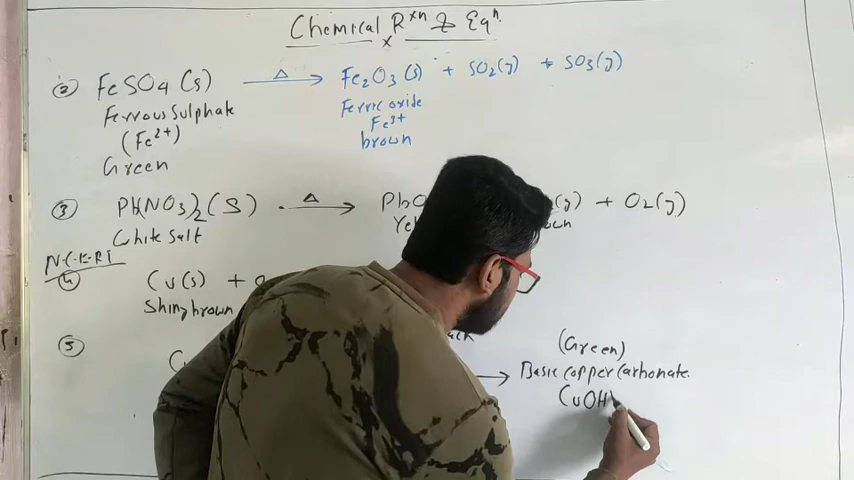 Chemical Rxn & Eqn
x
② FeSO4 (s) —Δ→ Fe2O3(s) + SO2(g) + SO3(g)
Ferrous Sulphate Ferric oxide
(Fe2+) Fe3+
Green brown
③ Pb(NO3)2(S) —Δ→ PbO (g) + O2(g)
White Salt
N.C.E.R.T
④ Cu(s) +
Shiny brown
⑤ →
(Green)
Basic copper carbonate.
CuOH